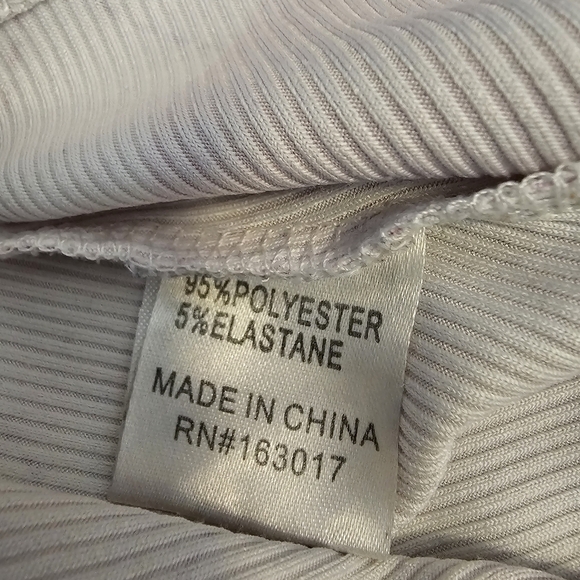 95%POLYESTER
5%ELASTANE
MADE IN CHINA
RN#163017